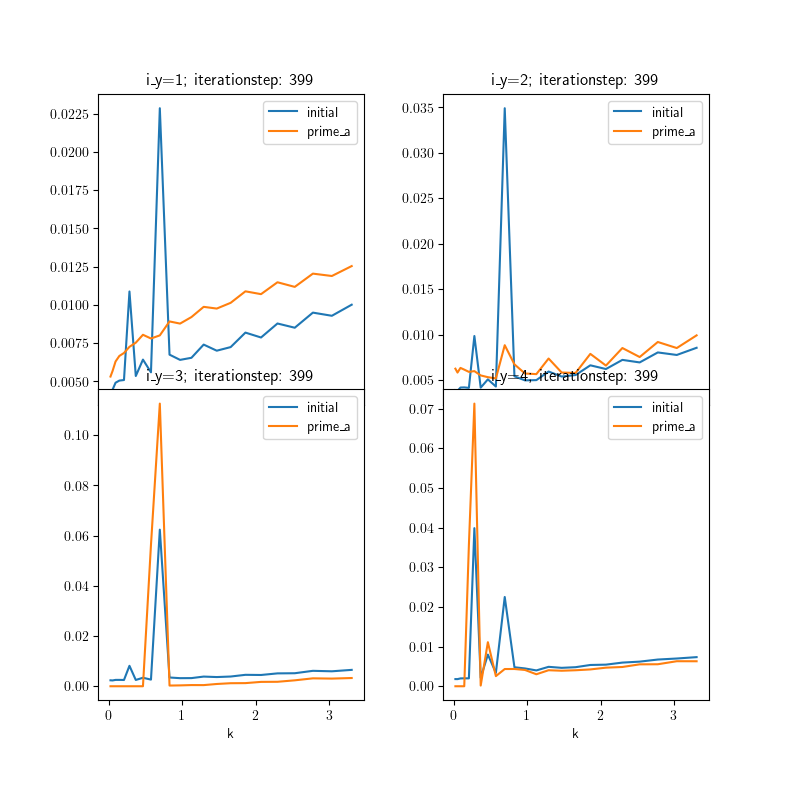 i_y=1; iterationstep: 399
0.0225
0.0200
0.0175
0.0150
0.0125
0.0100
0.0075
0.0050
initial
prime_a
i_y=2; iterationstep: 399
0.035
0.030
0.025
0.020
0.015
0.010
0.005
initial
prime_a
i_y=3; iterationstep: 399
0.10
0.08
0.06
0.04
0.02
0.00
initial
prime_a
0 1 2 3
k
i_y=4; iterationstep: 399
0.07
0.06
0.05
0.04
0.03
0.02
0.01
0.00
initial
prime_a
0 1 2 3
k